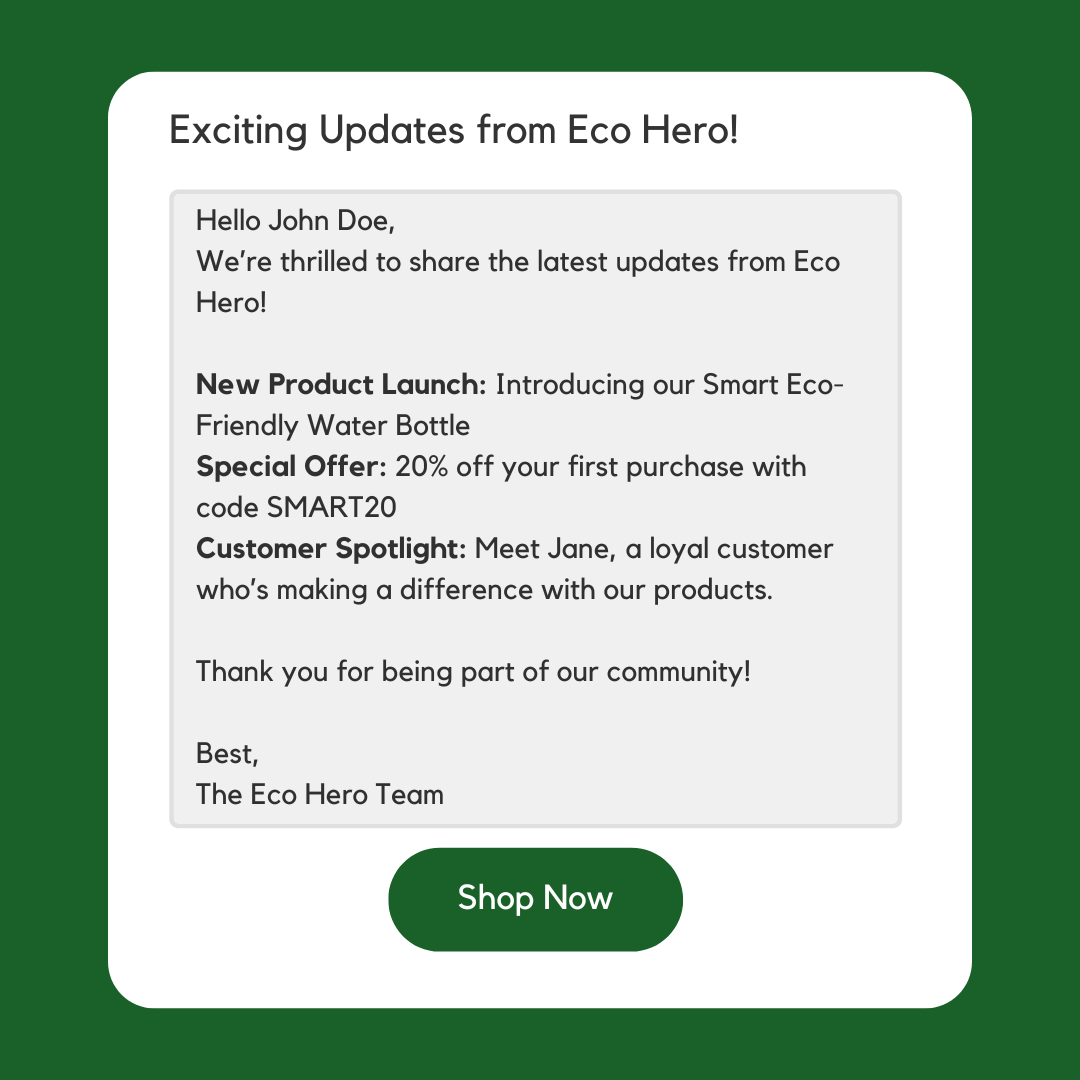 Exciting Updates from Eco Hero!
Hello John Doe,
We're thrilled to share the latest updates from Eco
Hero!
New Product Launch: Introducing our Smart Eco-
Friendly Water Bottle
Special Offer: 20% off your first purchase with
code SMART20
Customer Spotlight: Meet Jane, a loyal customer
who's making a difference with our products.
Thank you for being part of our community!
Best,
The Eco Hero Team
Shop Now